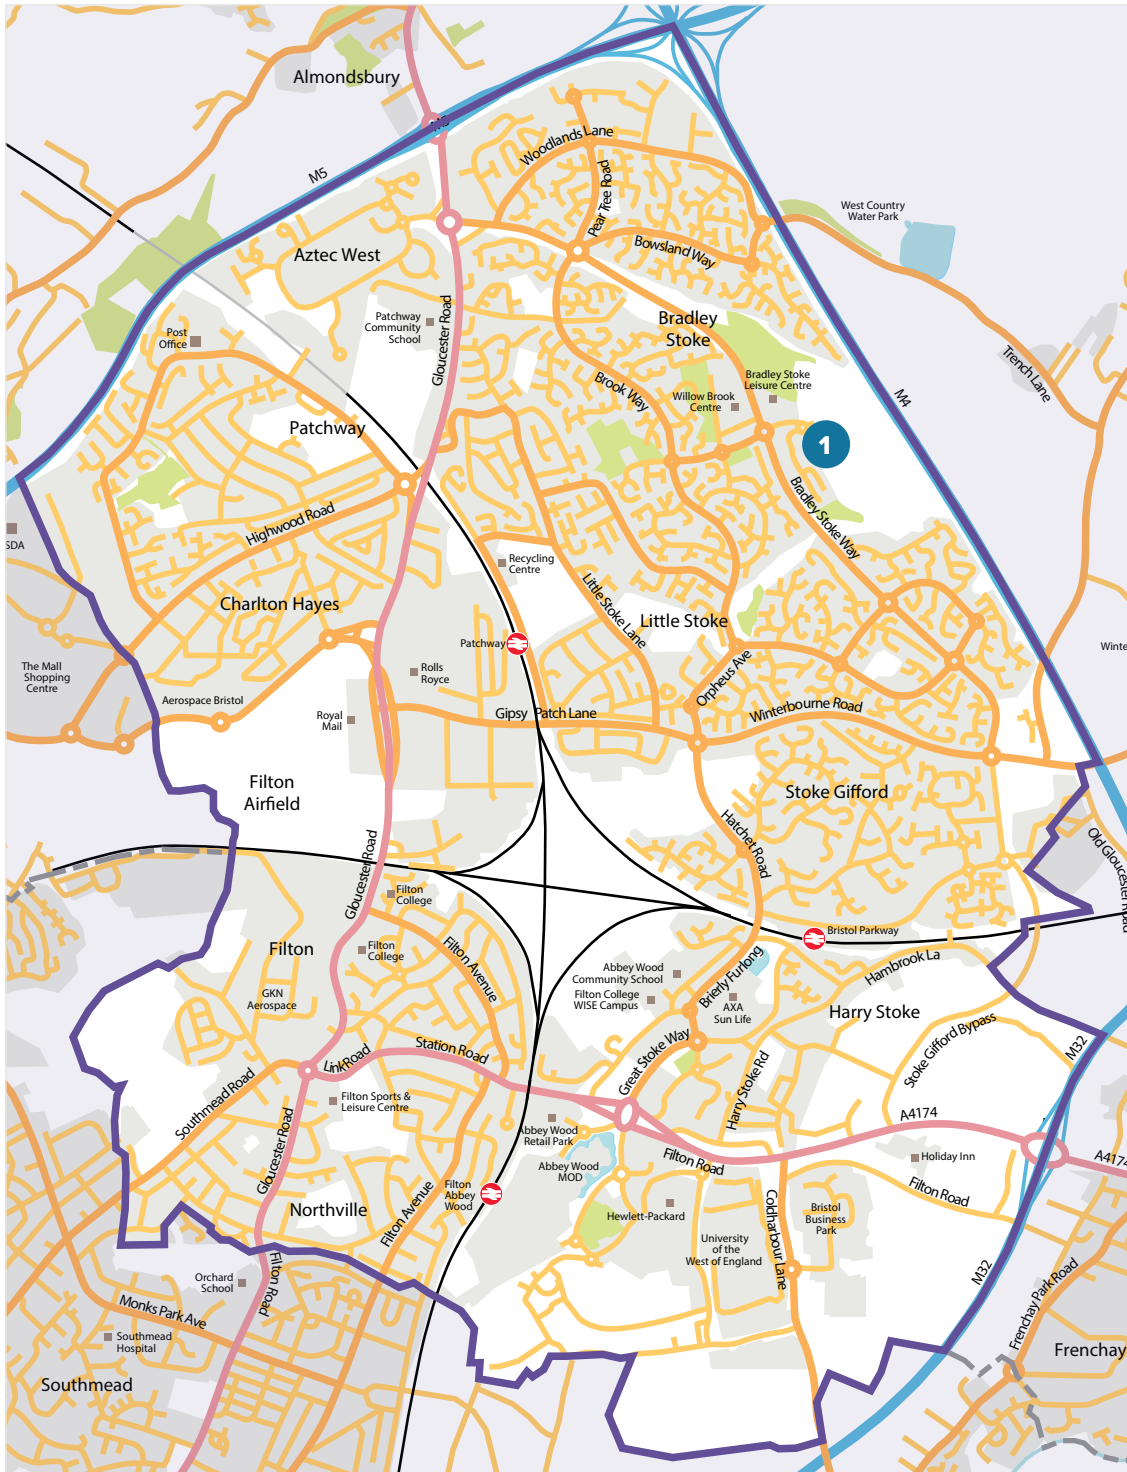 Almondsbury
M5
Woodlands Lane
M5
Pear Tree Road
West Country
Water Park
Aztec West
Bowsland Way
Patchway
Community
School
Gloucester Road
Bradley
Stoke
Post
Office
Trench Lane
Bradley Stoke
Leisure Centre
Brook Way
Willow Brook
Centre
M4
Patchway
1
Highwood Road
Bradley Stoke Way
SDA
Recycling
Centre
Little Stoke Lane
Charlton Hayes
Little Stoke
Patchway
Winte
The Mall
Shopping
Centre
Rolls
Royce
Orpheus Ave
Aerospace Bristol
Royal
Mail
Gipsy Patch Lane
Winterbourne Road
Filton
Airfield
Stoke Gifford
Hatchet Road
Old Gloucester Road
Gloucester Road
Filton
College
Bristol Parkway
Filton
Filton
College
Filton Avenue
Hambrook La
Abbey Wood
Community School
Brierly Furlong
GKN
Aerospace
Filton College
WISE Campus
AXA
Sun Life
Harry Stoke
Stoke Gifford Bypass
Great Stoke Way
M32
Link Road
Station Road
Harry Stoke Rd
Southmead Road
Filton Sports &
Leisure Centre
A4174
Abbey Wood
Retail Park
Filton Road
Holiday Inn
A4174
Abbey Wood
MOD
Gloucester Road
Filton
Abbey
Wood
Filton Road
Northville
Filton Avenue
Hewlett-Packard
Coldharbour Lane
Bristol
Business
Park
University
of the
West of England
Orchard
School
Filton Road
M32
Monks Park Ave
Frenchay Park Road
Southmead
Hospital
Frenchay
Southmead